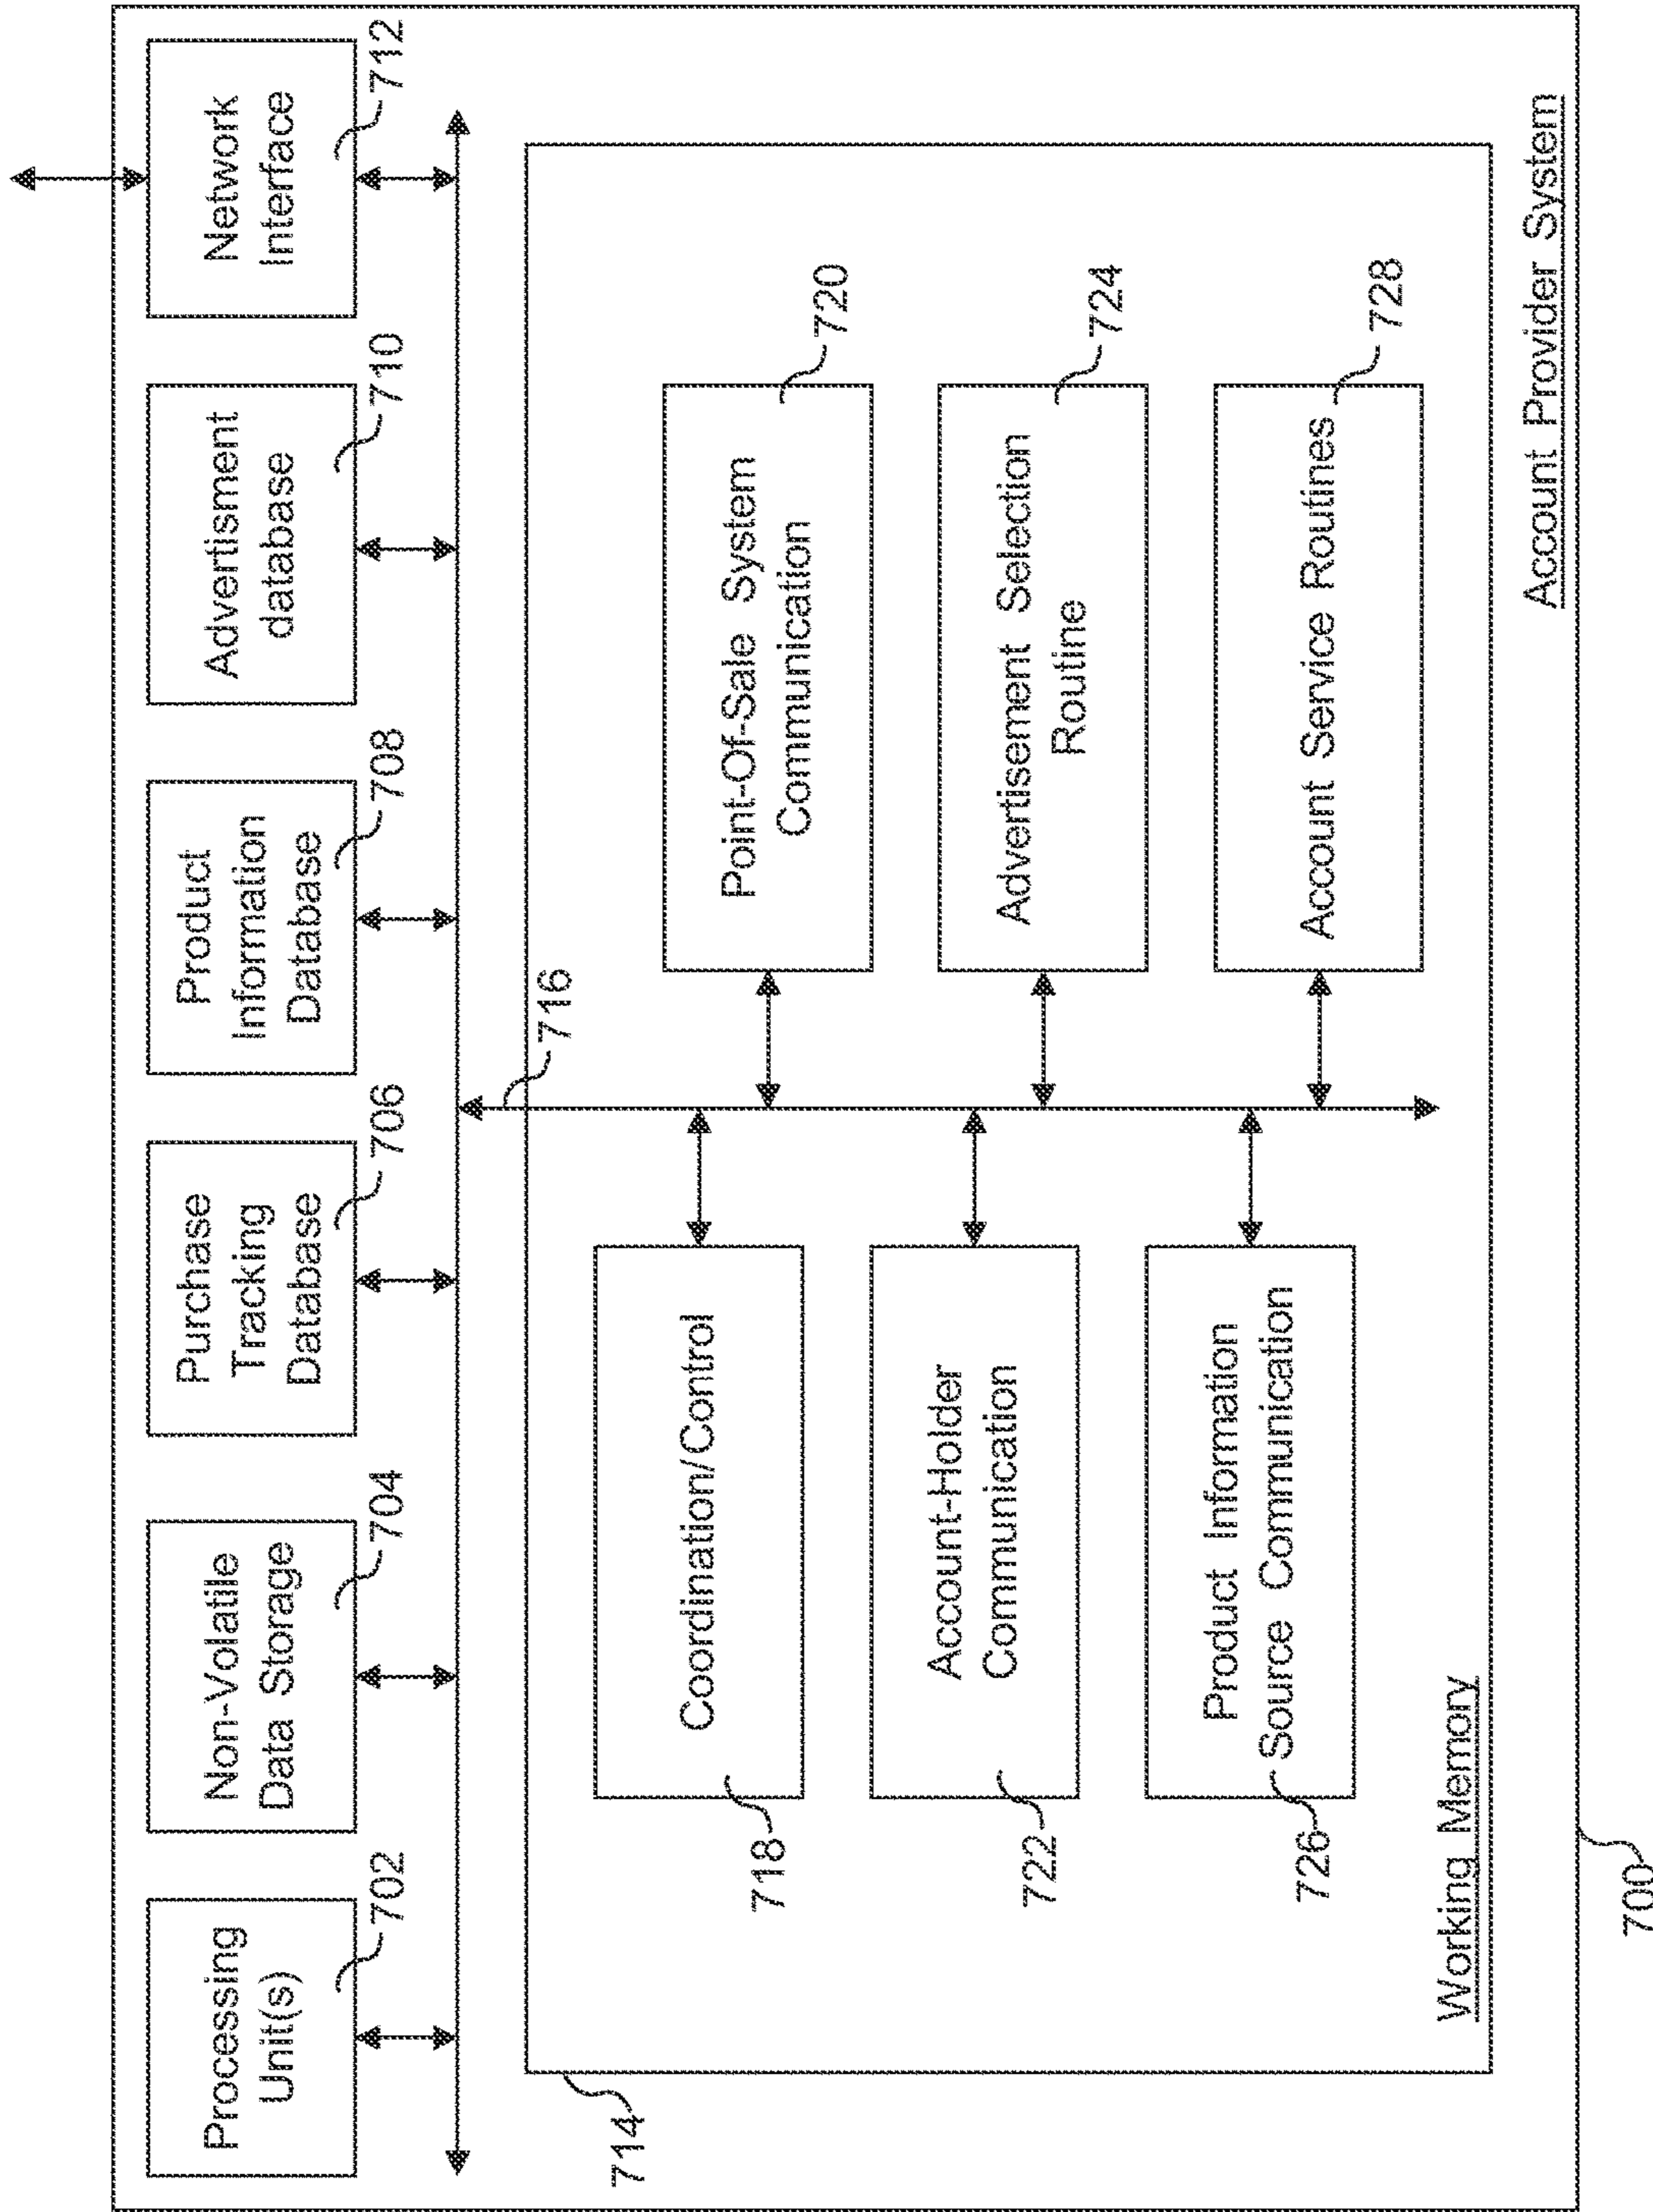 Processing
Unit(s)
702
Non-Volatile
Data Storage
704
Purchase
Tracking
Database
706
Product
Information
Database
708
Advertisment
database
710
Network
Interface
712
716
714
Coordination/Control
718
Point-Of-Sale System
Communication
720
Account-Holder
Communication
722
Advertisement Selection
Routine
724
Product Information
Source Communication
726
Account Service Routines
728
Working Memory
Account Provider System
700